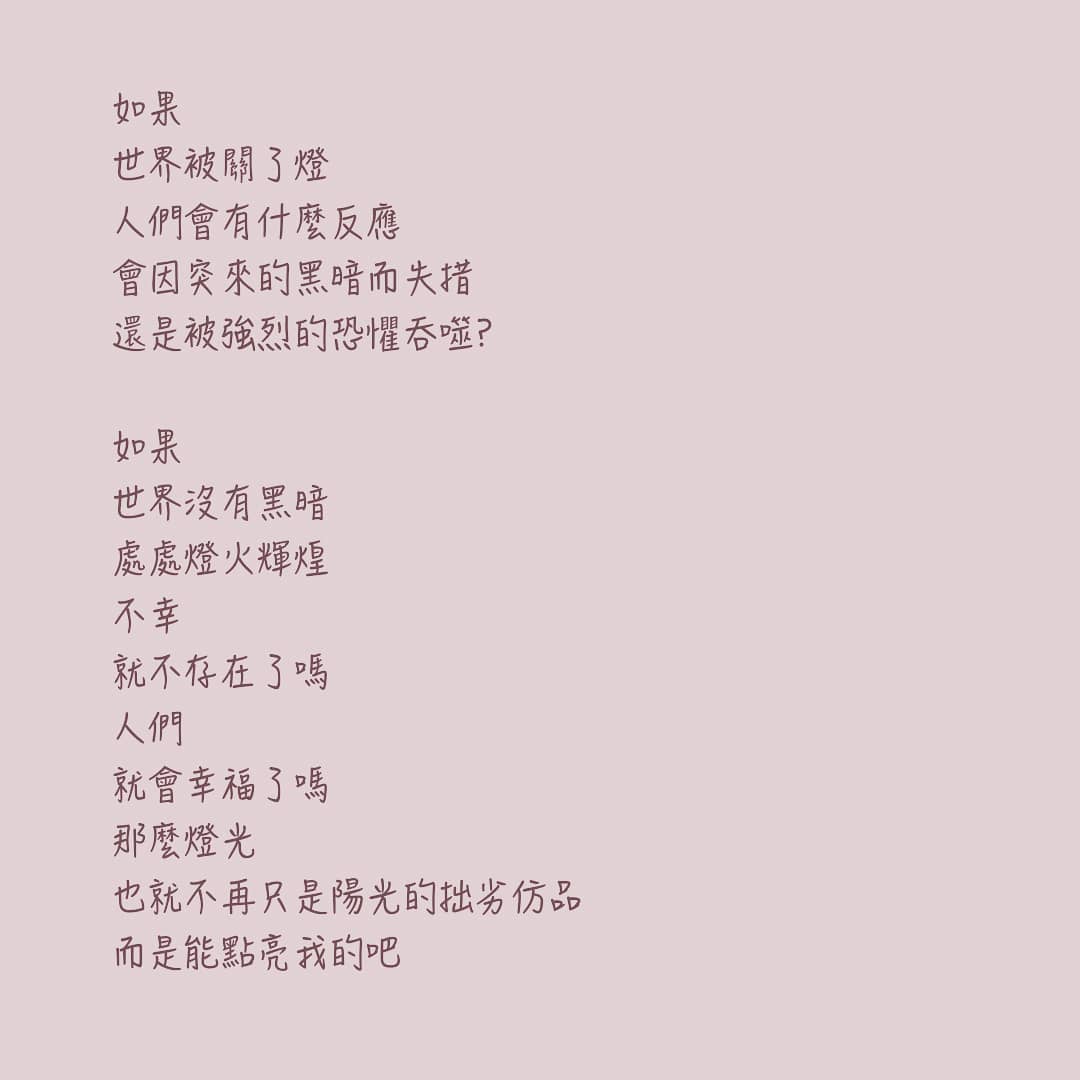 如果
世界被關了燈
人們會有什麼反應
會因突來的黑暗而失措
還是被強烈的恐懼吞噬?

如果
世界沒有黑暗
處處燈火輝煌
不幸
就不存在了嗎
人們
就會幸福了嗎
那麼燈光
也就不再只是陽光的拙劣仿品
而是能點亮我的吧